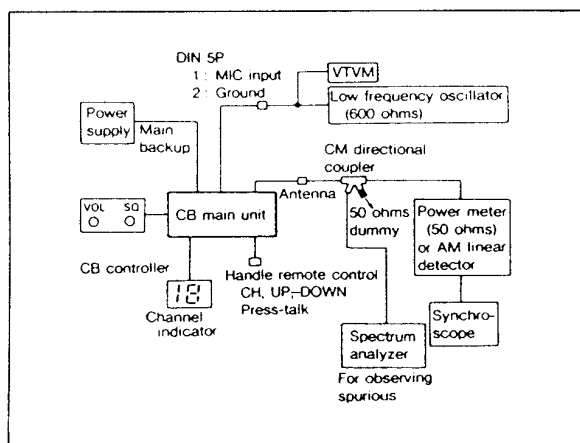 DIN 5P
1 : MIC input
2 : Ground
VTVM
Low frequency oscillator
(600 ohms)
Power
supply
Main
backup
CM directional
coupler
Antenna
50 ohms
dummy
VOL SQ
CB main unit
Power meter
(50 ohms)
or AM linear
detector
CB controller
Handle remote control
CH, UP,-DOWN
Press-talk
18
Channel
indicator
Synchro-
scope
Spectrum
analyzer
For observing
spurious